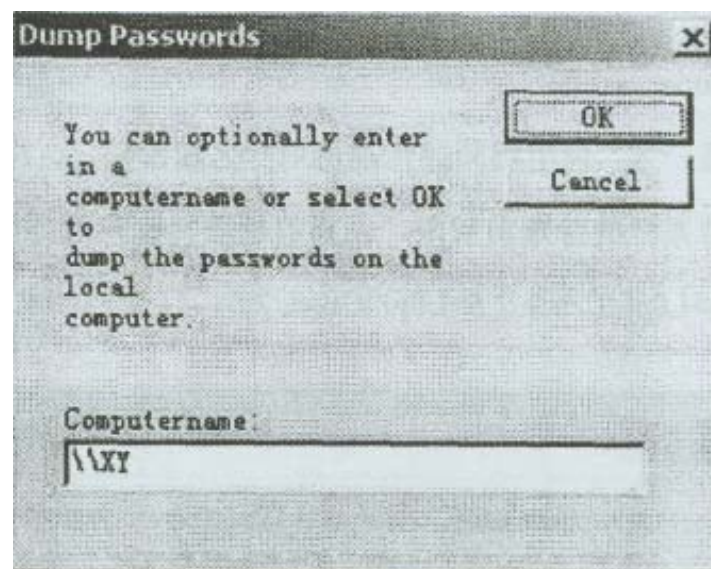 Dump Passwords
You can optionally enter
in a
computername or select OK
to
dump the passwords on the
local
computer.
OK
Cancel
Computername:
\\XY